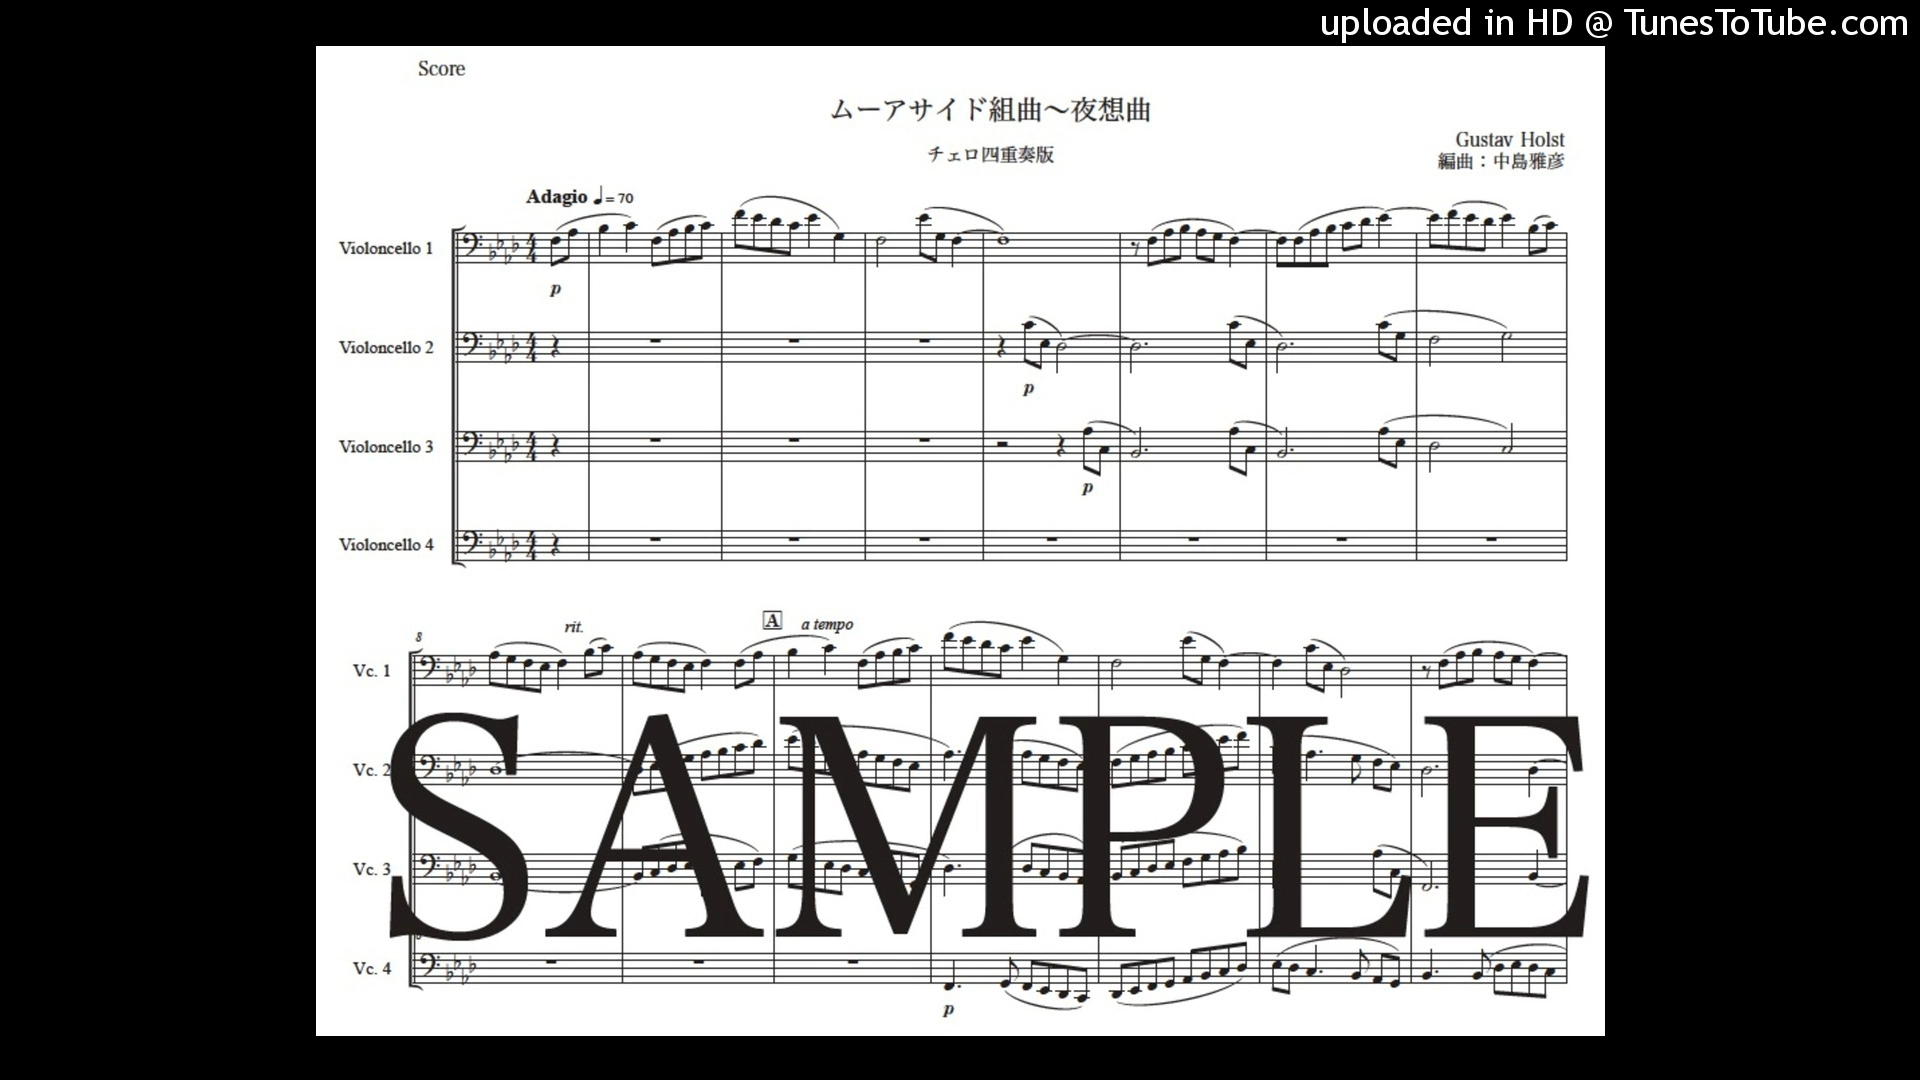 uploaded in HD @ TunesToTube.com
Score
ムーアサイド組曲〜夜想曲
チェロ四重奏版
Gustav Holst
編曲：中島雅彦
Adagio ♩= 70
Violoncello 1
p
Violoncello 2
p
Violoncello 3
p
Violoncello 4
8
rit.
A
a tempo
Vc. 1
Vc. 2
Vc. 3
Vc. 4
p
SAMPLE